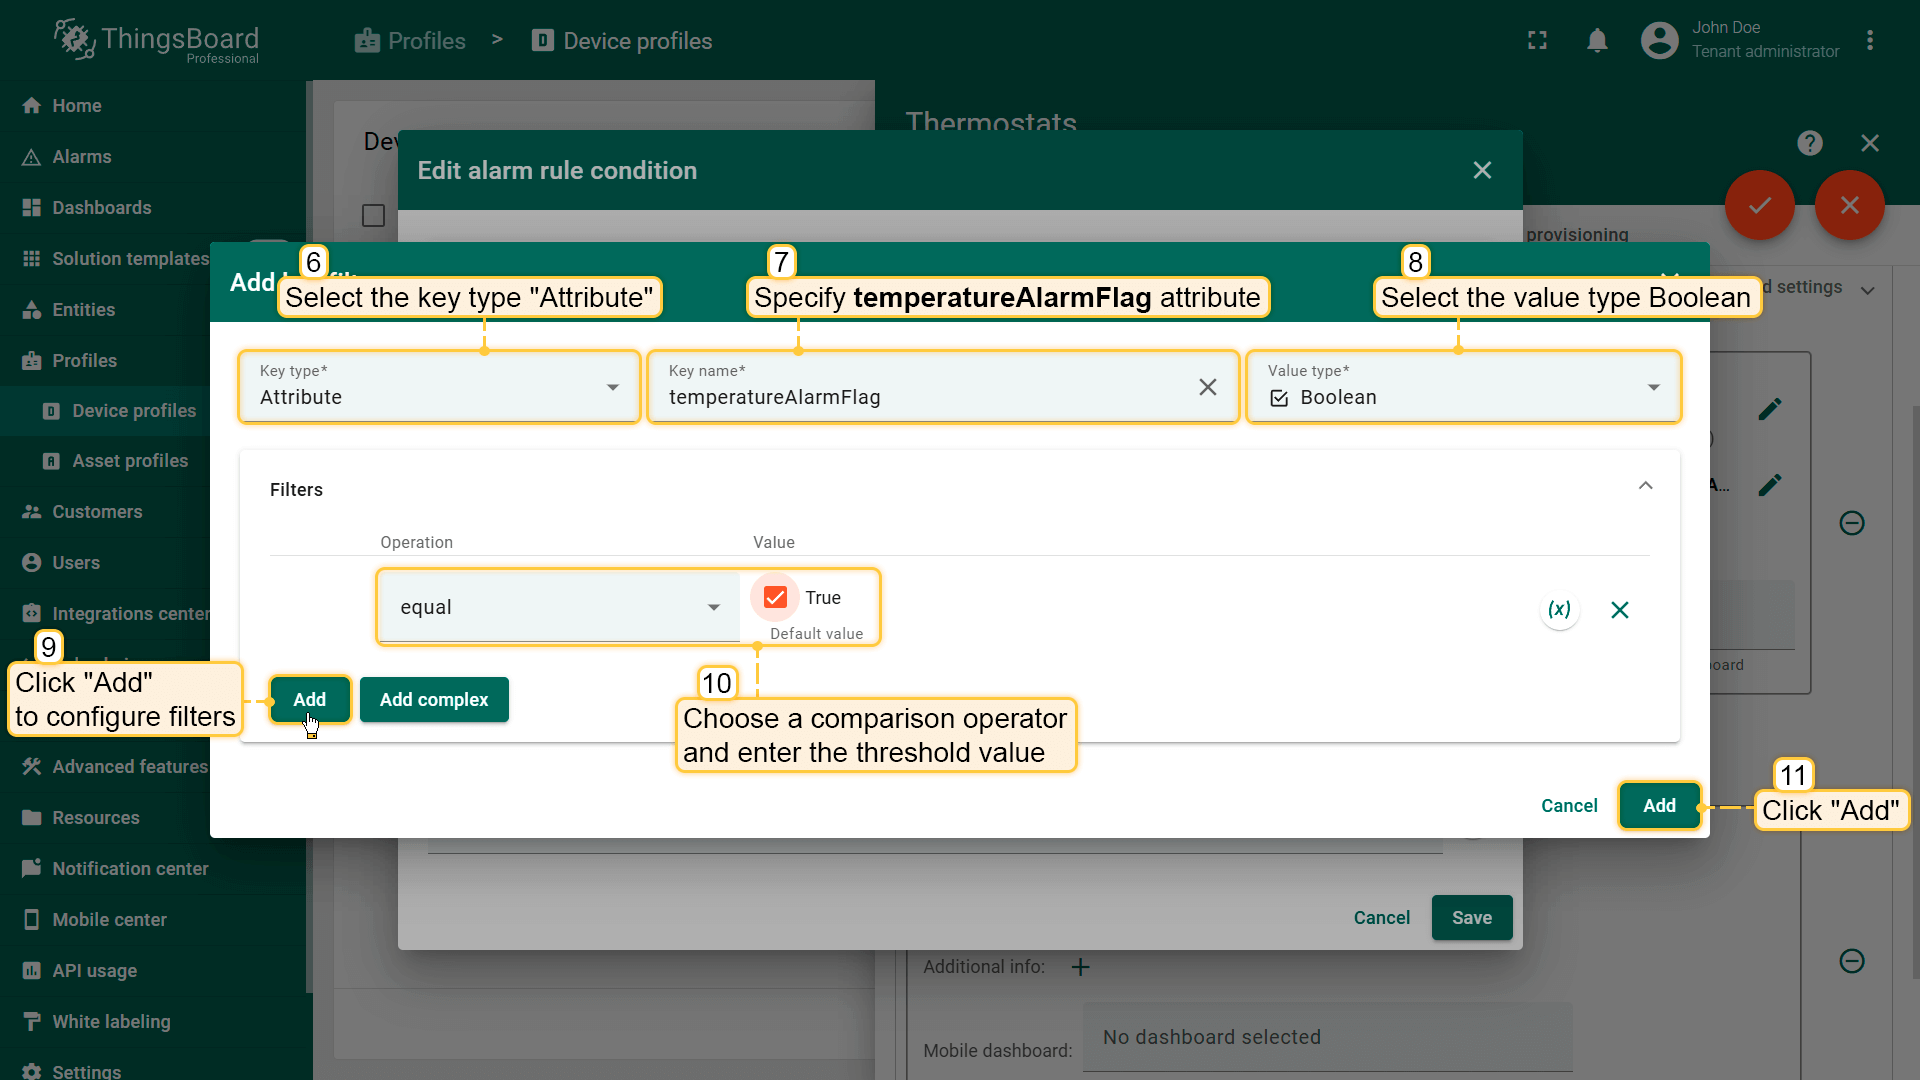 ThingsBoard
Professional
Profiles
>
Device profiles
John Doe
Tenant administrator
Home
Alarms
Dashboards
Solution templates
Entities
Profiles
Device profiles
Asset profiles
Customers
Users
Integrations center
Advanced features
Resources
Notification center
Mobile center
API usage
White labeling
Settings
Thermostats
provisioning
d settings
Edit alarm rule condition
6
Select the key type "Attribute"
7
Specify temperatureAlarmFlag attribute
8
Select the value type Boolean
Add
Key type*
Attribute
Key name*
temperatureAlarmFlag
Value type*
Boolean
Filters
Operation
Value
equal
True
Default value
(x)
9
Click "Add"
to configure filters
Add
Add complex
10
Choose a comparison operator
and enter the threshold value
Cancel
Add
11
Click "Add"
Cancel
Save
Additional info:
Mobile dashboard:
No dashboard selected